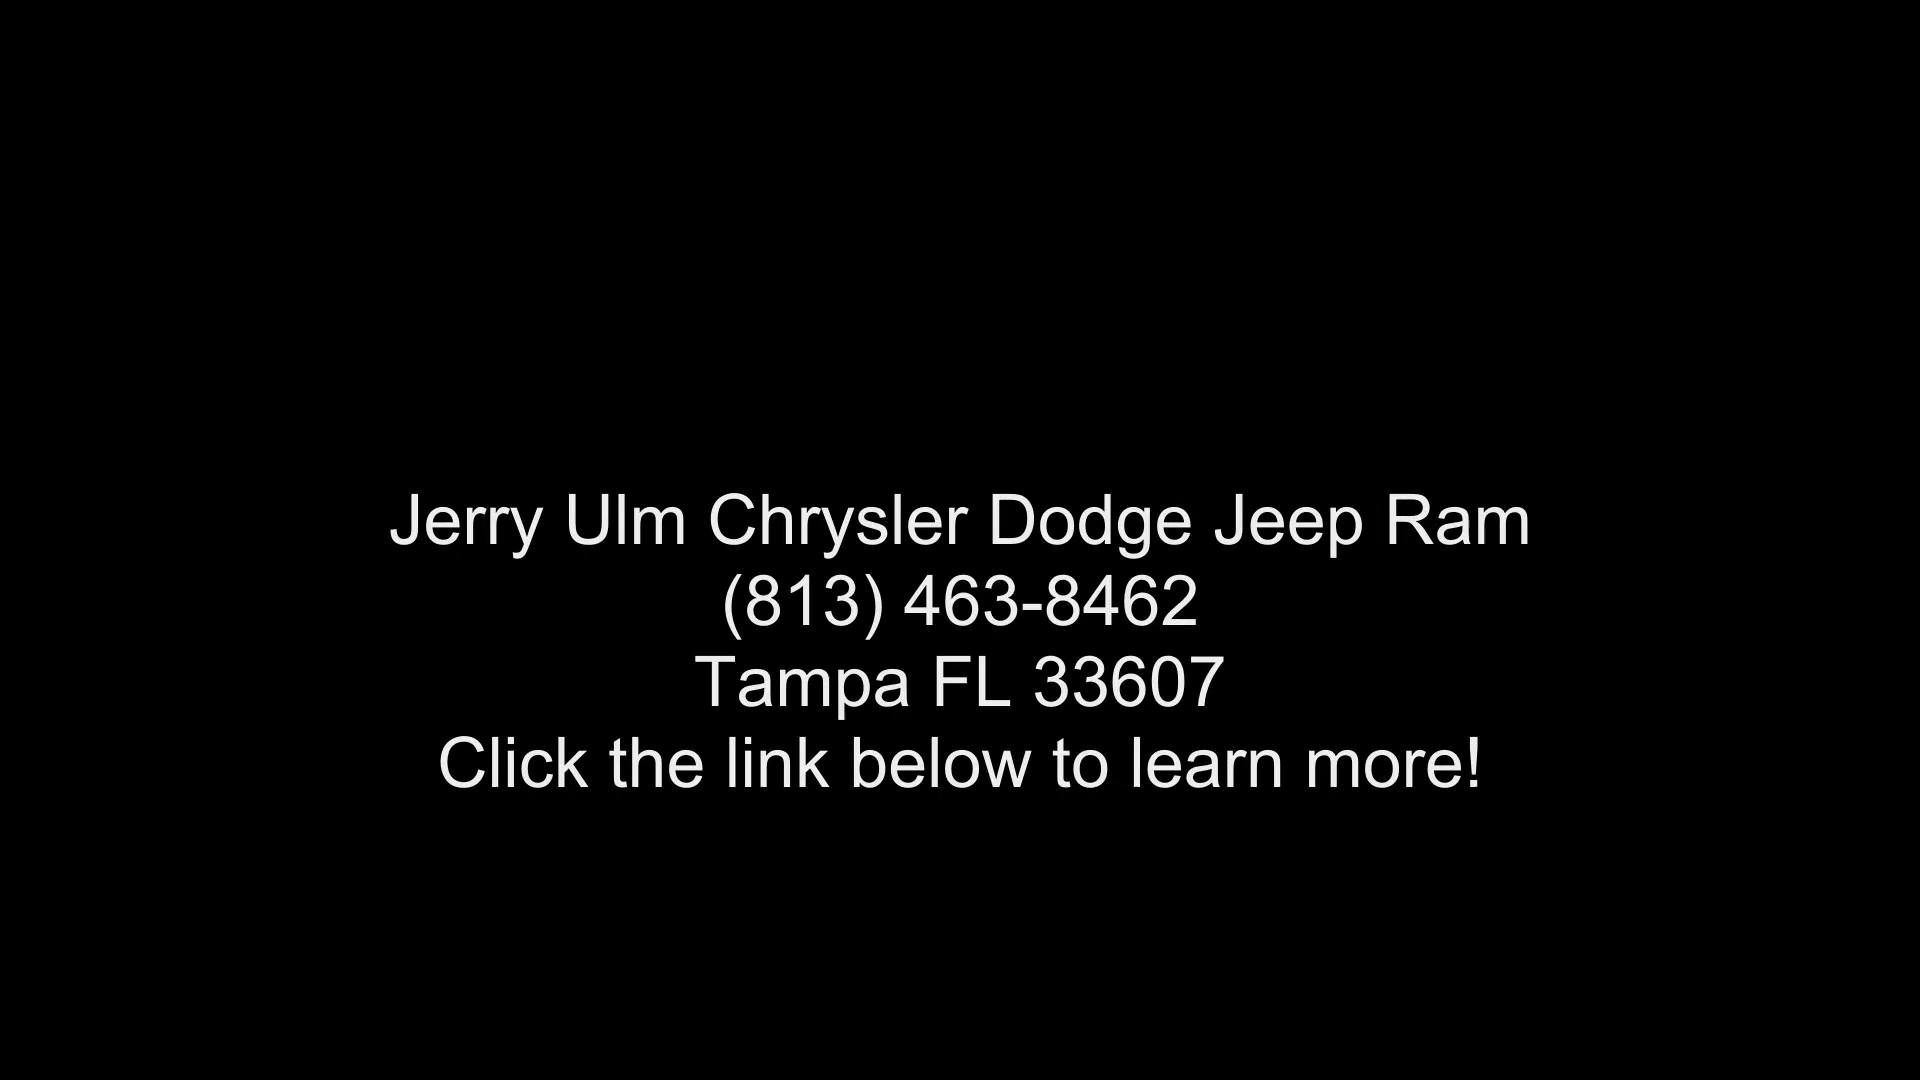 Jerry Ulm Chrysler Dodge Jeep Ram
(813) 463-8462
Tampa FL 33607
Click the link below to learn more!